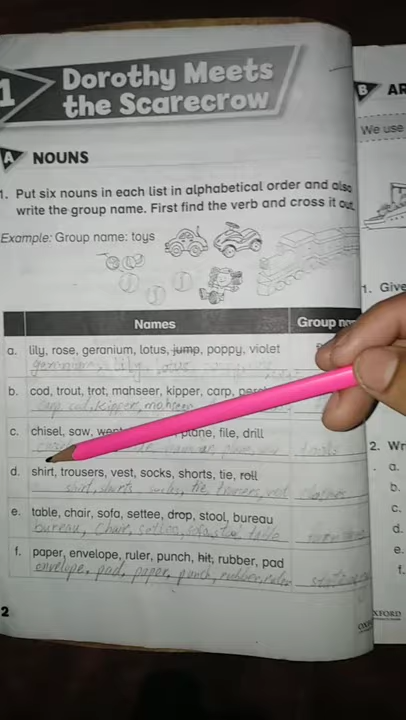 1
Dorothy Meets
the Scarecrow
A NOUNS
1. Put six nouns in each list in alphabetical order and also
write the group name. First find the verb and cross it out.
Example: Group name: toys
Names Group
a. lily, rose, geranium, lotus, jump, poppy, violet
geranium, lily, lotus
b. cod, trout, trot, mahseer, kipper, carp,
carp, cod, kipper, mahseer
c. chisel, saw, plane, file, drill
tools
d. shirt, trousers, vest, socks, shorts, tie, roll
shirt, shorts socks, tie, trousers, vest clothes
e. table, chair, sofa, settee, drop, stool, bureau
bureau, chair, settee, sofa, stool, table
f. paper, envelope, ruler, punch, hit, rubber, pad
envelope, pad, paper, punch, rubber, ruler
2
B AR
We use
1. Give
2. Wr
a.
b.
c.
d.
e.
f.